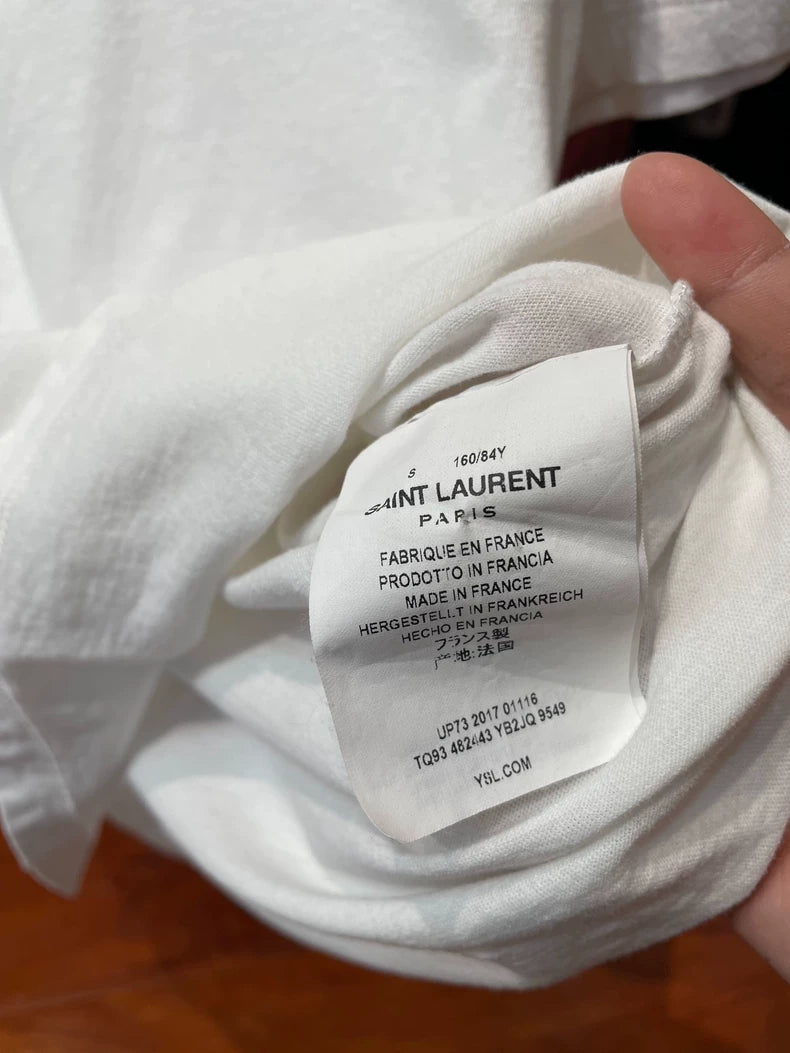 S 160/84Y
SAINT LAURENT
PARIS
FABRIQUE EN FRANCE
PRODOTTO IN FRANCIA
MADE IN FRANCE
HERGESTELLT IN FRANKREICH
HECHO EN FRANCIA
フランス製
产地:法国
UP73 2017 01116
TQ93 482443 YB2JQ 9549
YSL.COM